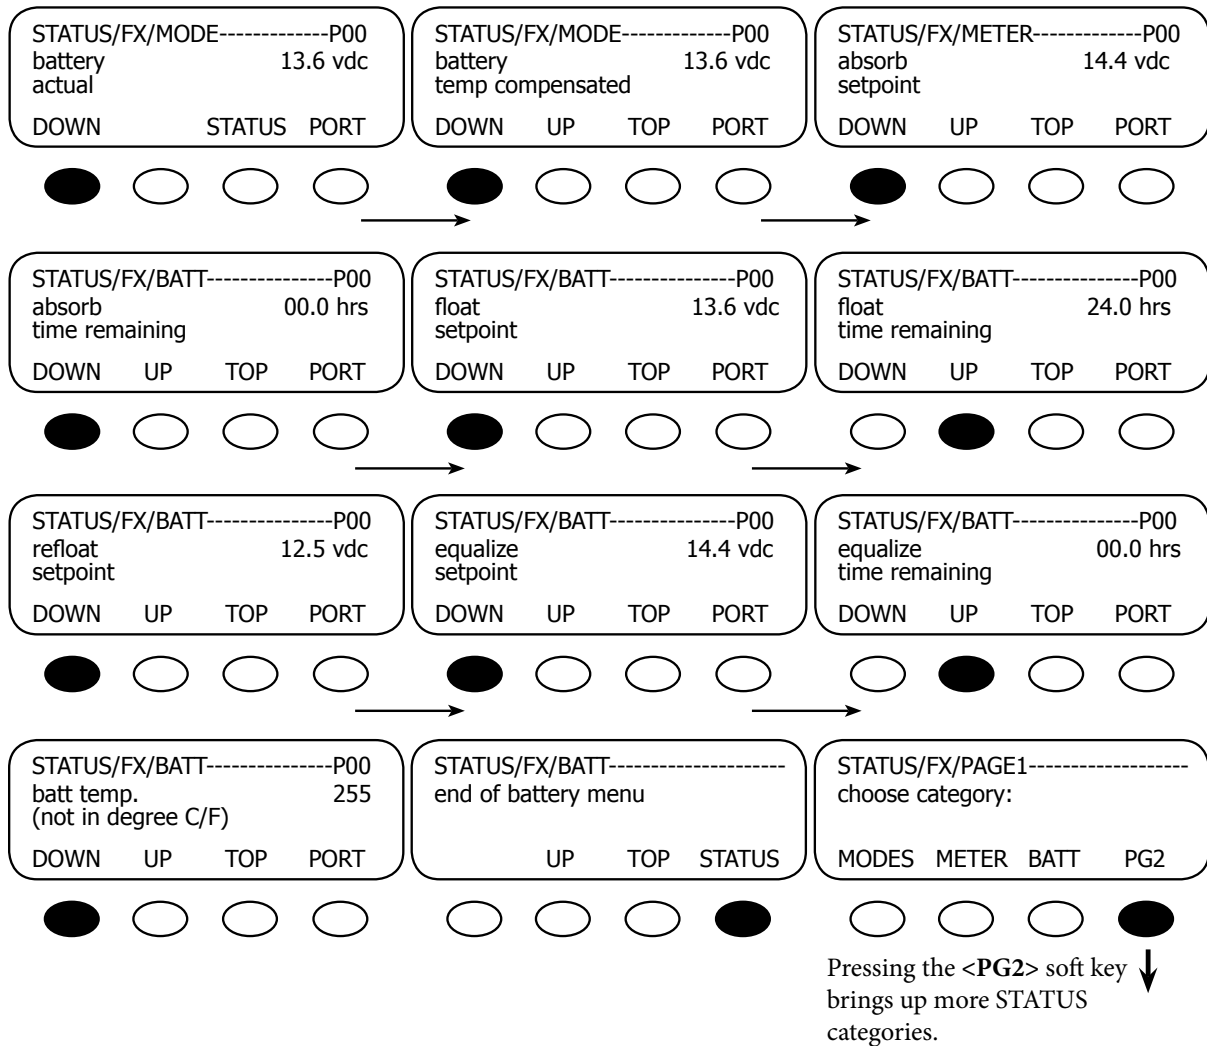 STATUS/FX/MODE-------------P00
battery 13.6 vdc
actual
DOWN STATUS PORT
STATUS/FX/MODE-------------P00
battery 13.6 vdc
temp compensated
DOWN UP TOP PORT
STATUS/FX/METER-------------P00
absorb 14.4 vdc
setpoint
DOWN UP TOP PORT
STATUS/FX/BATT---------------P00
absorb 00.0 hrs
time remaining
DOWN UP TOP PORT
STATUS/FX/BATT---------------P00
float 13.6 vdc
setpoint
DOWN UP TOP PORT
STATUS/FX/BATT---------------P00
float 24.0 hrs
time remaining
DOWN UP TOP PORT
STATUS/FX/BATT---------------P00
refloat 12.5 vdc
setpoint
DOWN UP TOP PORT
STATUS/FX/BATT---------------P00
equalize 14.4 vdc
setpoint
DOWN UP TOP PORT
STATUS/FX/BATT---------------P00
equalize 00.0 hrs
time remaining
DOWN UP TOP PORT
STATUS/FX/BATT---------------P00
batt temp. 255
(not in degree C/F)
DOWN UP TOP PORT
STATUS/FX/BATT---------------------
end of battery menu
UP TOP STATUS
STATUS/FX/PAGE1-------------------
choose category:
MODES METER BATT PG2
Pressing the <PG2> soft key
brings up more STATUS
categories.